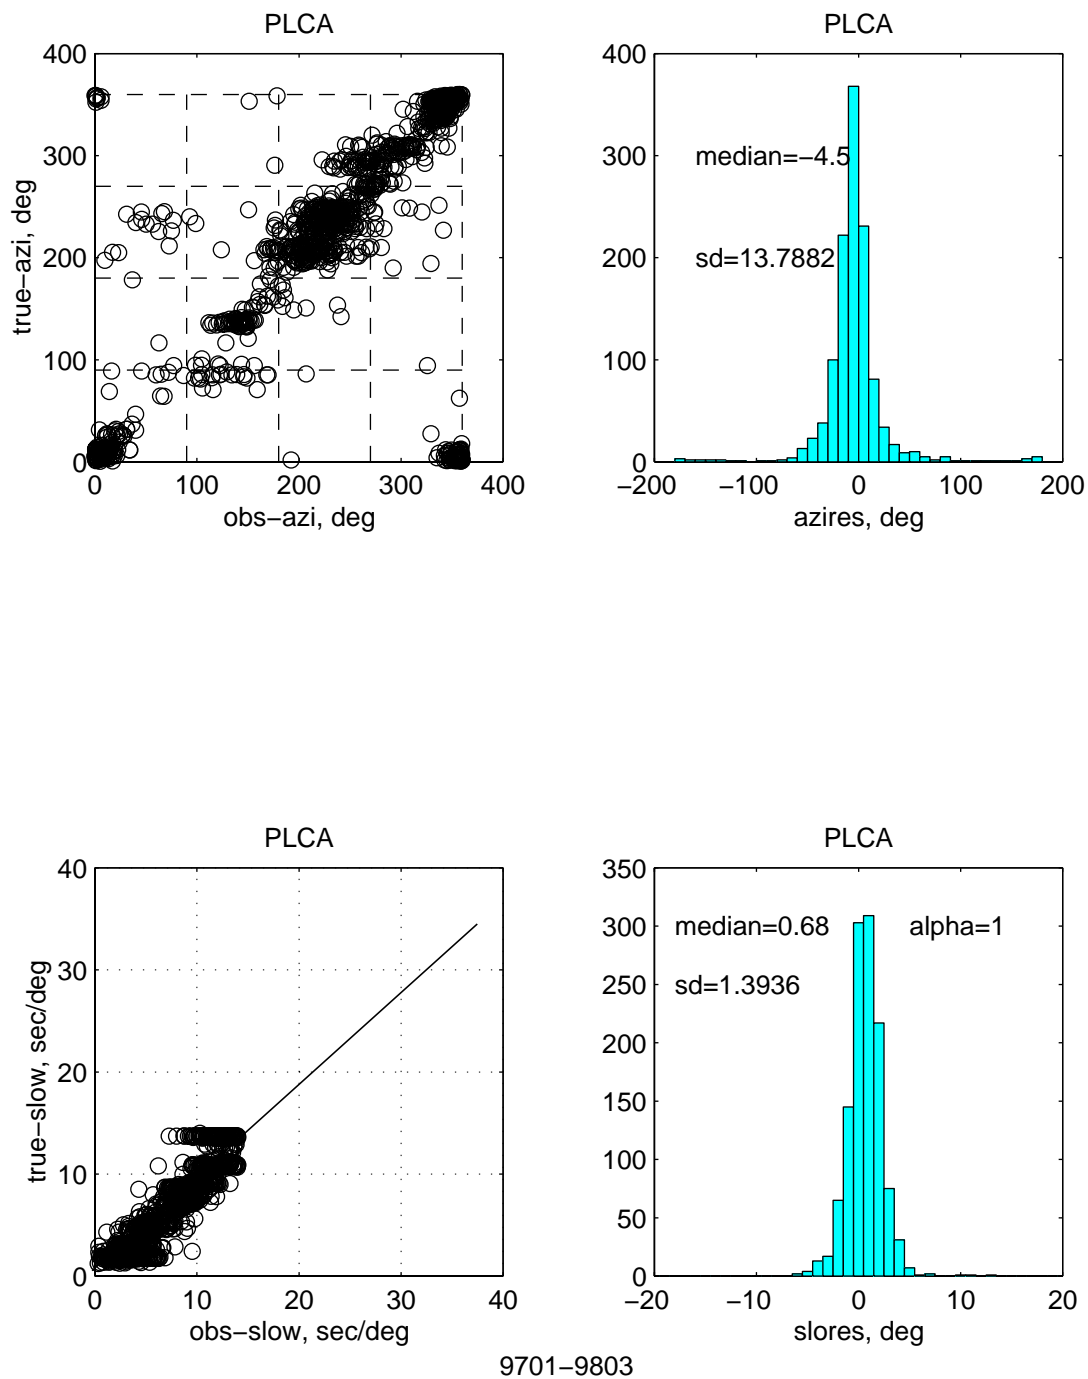 PLCA
400
300
200
100
0
0 100 200 300 400
true−azi, deg
obs−azi, deg
PLCA
400
300
200
100
0
−200 −100 0 100 200
median=−4.5
sd=13.7882
azires, deg
PLCA
40
30
20
10
0
0 10 20 30 40
true−slow, sec/deg
obs−slow, sec/deg
PLCA
350
300
250
200
150
100
50
0
−20 −10 0 10 20
median=0.68 alpha=1
sd=1.3936
slores, deg
9701−9803